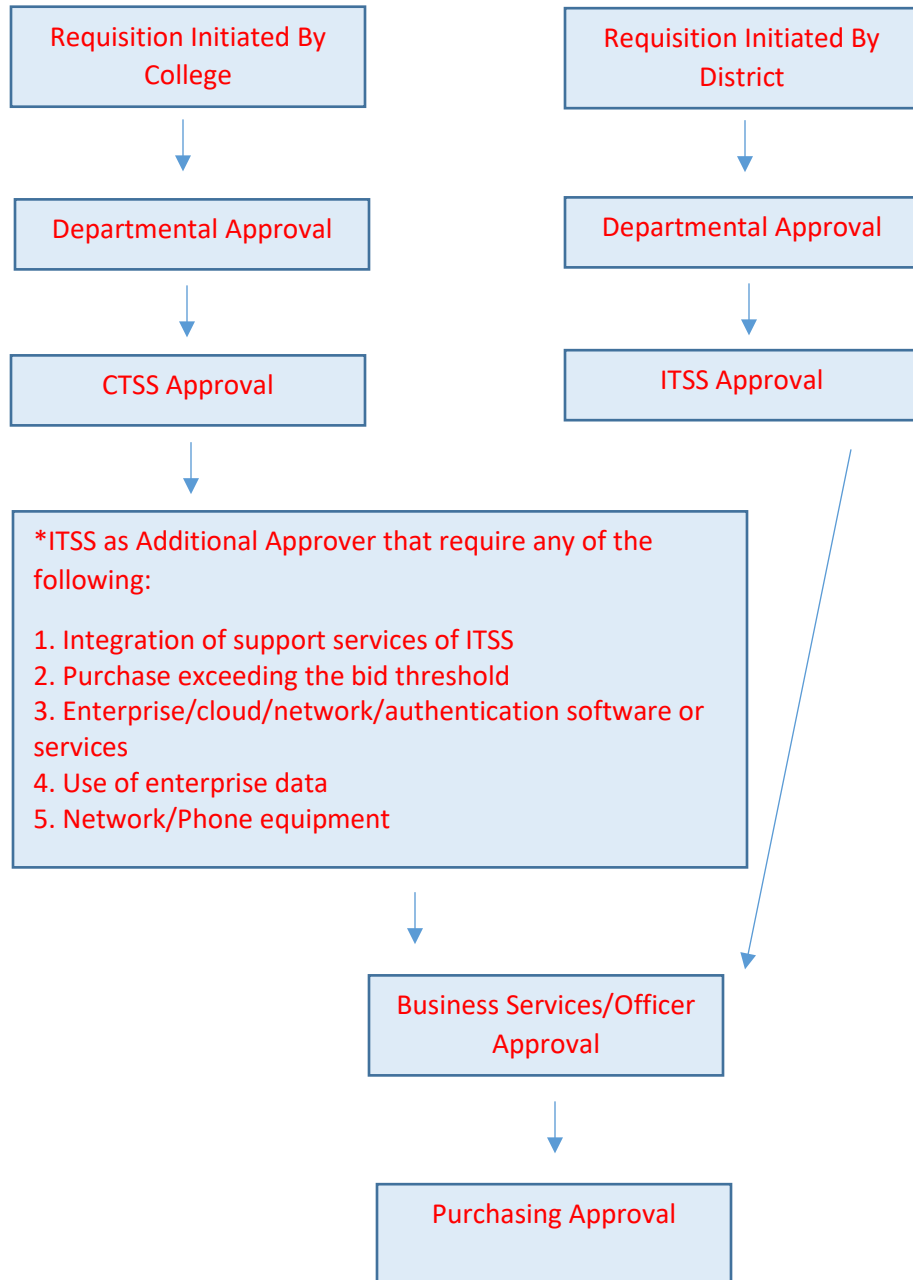 Requisition Initiated By
College
Requisition Initiated By
District
Departmental Approval
Departmental Approval
CTSS Approval
ITSS Approval
*ITSS as Additional Approver that require any of the
following:
1. Integration of support services of ITSS
2. Purchase exceeding the bid threshold
3. Enterprise/cloud/network/authentication software or
services
4. Use of enterprise data
5. Network/Phone equipment
Business Services/Officer
Approval
Purchasing Approval